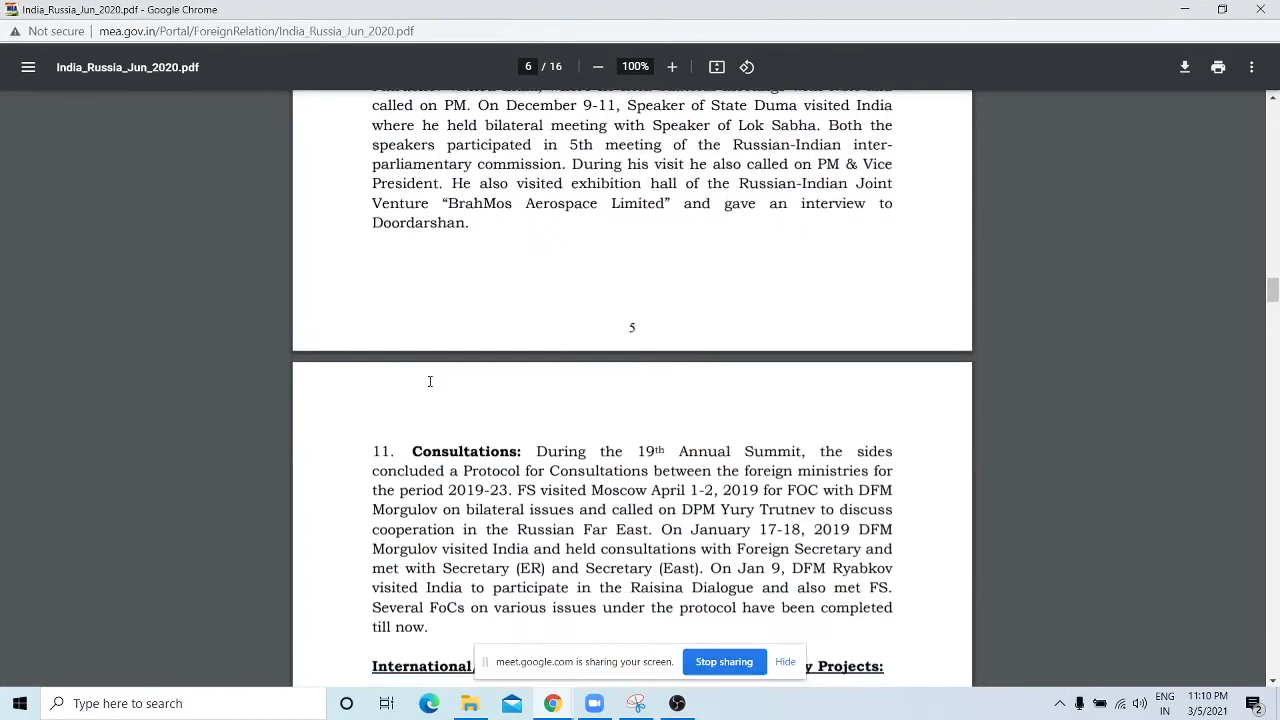 India_Russia_Jun_2020.pdf - Google Chrome
Not secure | mea.gov.in/Portal/ForeignRelation/India_Russia_Jun_2020.pdf
India_Russia_Jun_2020.pdf
6 / 16
100%
called on PM. On December 9-11, Speaker of State Duma visited India
where he held bilateral meeting with Speaker of Lok Sabha. Both the
speakers participated in 5th meeting of the Russian-Indian inter-
parliamentary commission. During his visit he also called on PM & Vice
President. He also visited exhibition hall of the Russian-Indian Joint
Venture “BrahMos Aerospace Limited” and gave an interview to
Doordarshan.
5
11. Consultations: During the 19th Annual Summit, the sides
concluded a Protocol for Consultations between the foreign ministries for
the period 2019-23. FS visited Moscow April 1-2, 2019 for FOC with DFM
Morgulov on bilateral issues and called on DPM Yury Trutnev to discuss
cooperation in the Russian Far East. On January 17-18, 2019 DFM
Morgulov visited India and held consultations with Foreign Secretary and
met with Secretary (ER) and Secretary (East). On Jan 9, DFM Ryabkov
visited India to participate in the Raisina Dialogue and also met FS.
Several FoCs on various issues under the protocol have been completed
till now.
meet.google.com is sharing your screen. Stop sharing Hide
International y Projects:
Type here to search
ENG
IN
11:10 PM
3/5/2021
2